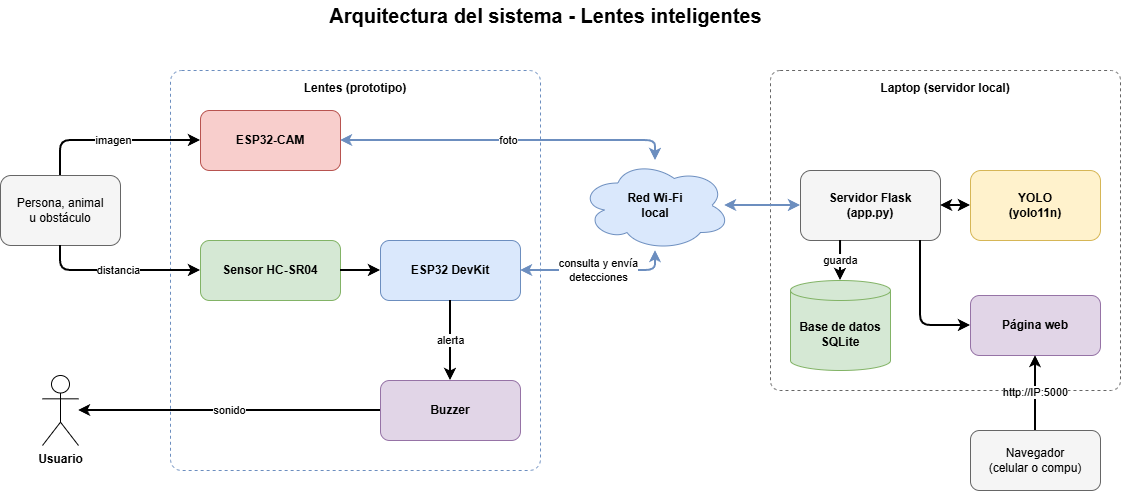 Arquitectura del sistema - Lentes inteligentes
Lentes (prototipo)
Laptop (servidor local)
ESP32-CAM
imagen
foto
Persona, animal
u obstáculo
Red Wi-Fi
local
Servidor Flask
(app.py)
YOLO
(yolo11n)
distancia
Sensor HC-SR04
ESP32 DevKit
consulta y envía
detecciones
guarda
Base de datos
SQLite
Página web
alerta
http://IP:5000
Buzzer
sonido
Usuario
Navegador
(celular o compu)